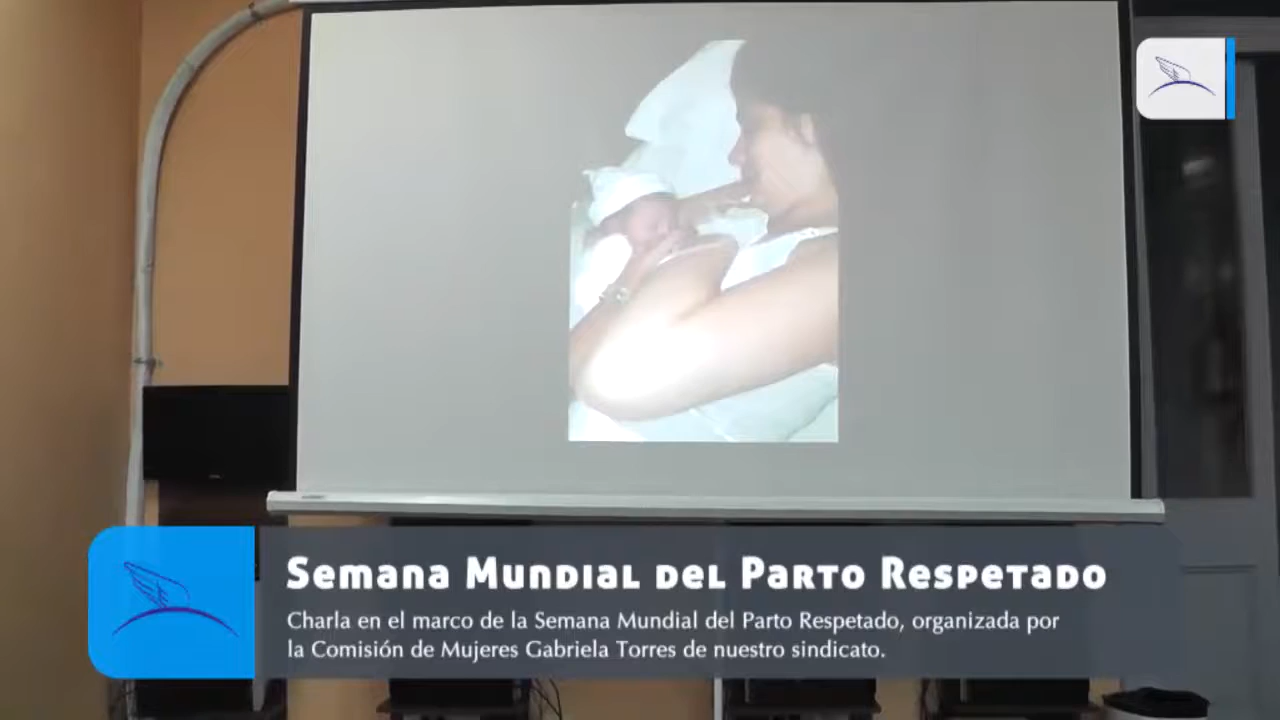 Semana Mundial del Parto Respetado
Charla en el marco de la Semana Mundial del Parto Respetado, organizada por
la Comisión de Mujeres Gabriela Torres de nuestro sindicato.